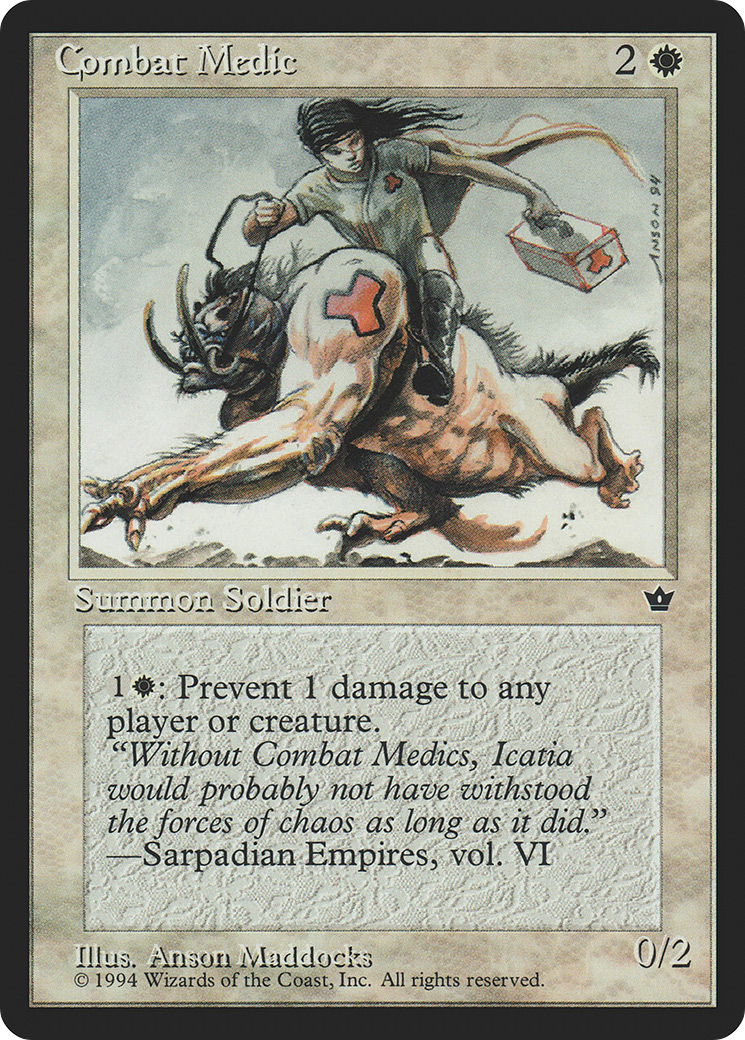 Combat Medic 2
ANSON 94
Summon Soldier
1 : Prevent 1 damage to any
player or creature.
“Without Combat Medics, Icatia
would probably not have withstood
the forces of chaos as long as it did.”
—Sarpadian Empires, vol. VI
Illus. Anson Maddocks 0/2
© 1994 Wizards of the Coast, Inc. All rights reserved.